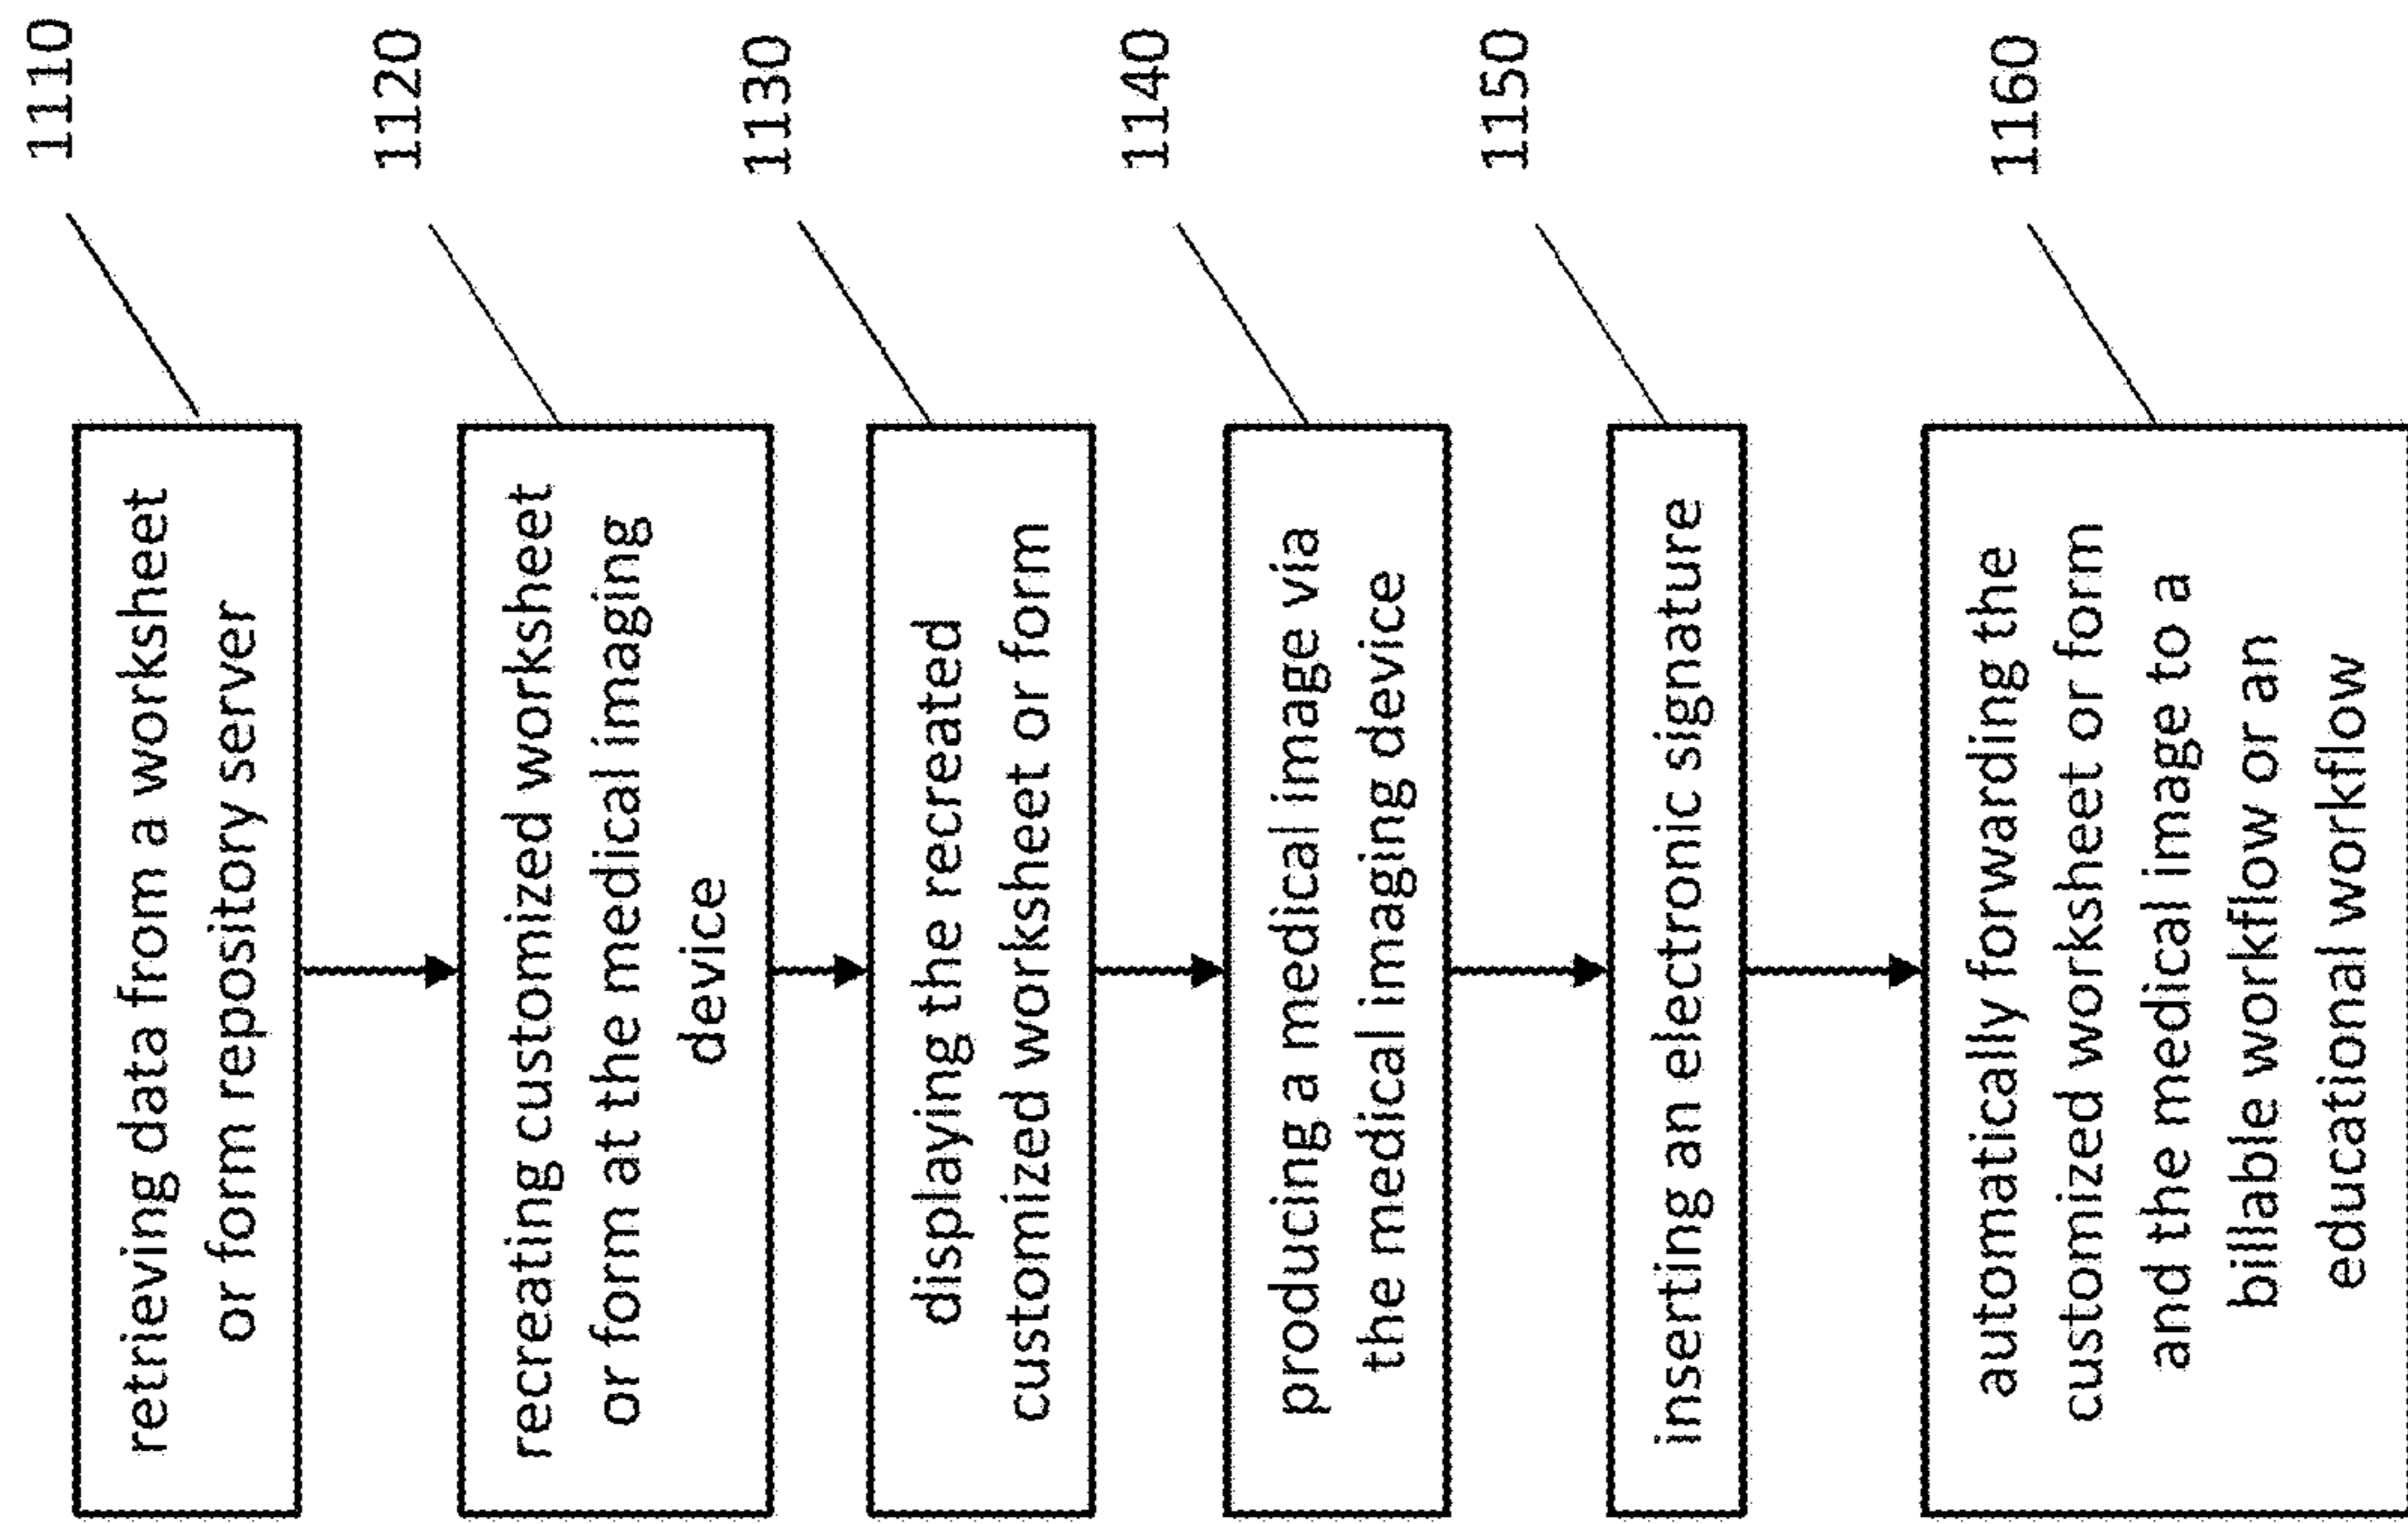 retrieving data from a worksheet
or form repository server
1110
recreating customized worksheet
or form at the medical imaging
device
1120
displaying the recreated
customized worksheet or form
1130
producing a medical image via
the medical imaging device
1140
inserting an electronic signature
1150
automatically forwarding the
customized worksheet or form
and the medical image to a
billable workflow or an
educational workflow
1160